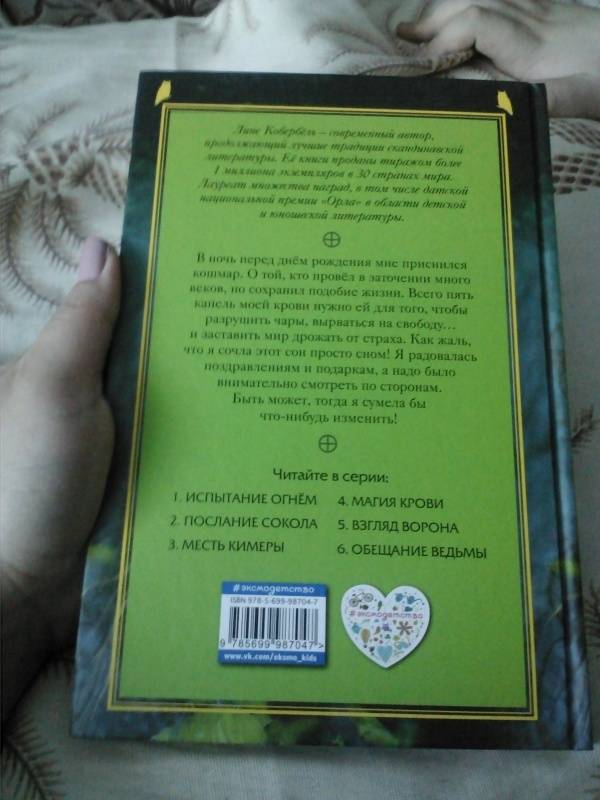 Лине Кобербёль – современный автор,
продолжающий лучшие традиции скандинавской
литературы. Её книги проданы тиражом более
1 миллиона экземпляров в 30 странах мира.
Лауреат множества наград, в том числе датской
национальной премии «Орла» в области детской
и юношеской литературы.
В ночь перед днём рождения мне приснился
кошмар. О той, кто провёл в заточении много
веков, но сохранил подобие жизни. Всего пять
капель моей крови нужно ей для того, чтобы
разрушить чары, вырваться на свободу...
и заставить мир дрожать от страха. Как жаль,
что я сочла этот сон просто сном! Я радовалась
поздравлениям и подаркам, а надо было
внимательно смотреть по сторонам.
Быть может, тогда я сумела бы
что-нибудь изменить!
Читайте в серии:
1. ИСПЫТАНИЕ ОГНЁМ
2. ПОСЛАНИЕ СОКОЛА
3. МЕСТЬ КИМЕРЫ
4. МАГИЯ КРОВИ
5. ВЗГЛЯД ВОРОНА
6. ОБЕЩАНИЕ ВЕДЬМЫ
#эксмодетство
ISBN 978-5-699-98704-7
9 785699 987047 >
www.vk.com/eksmo_kids
#эксмодетство